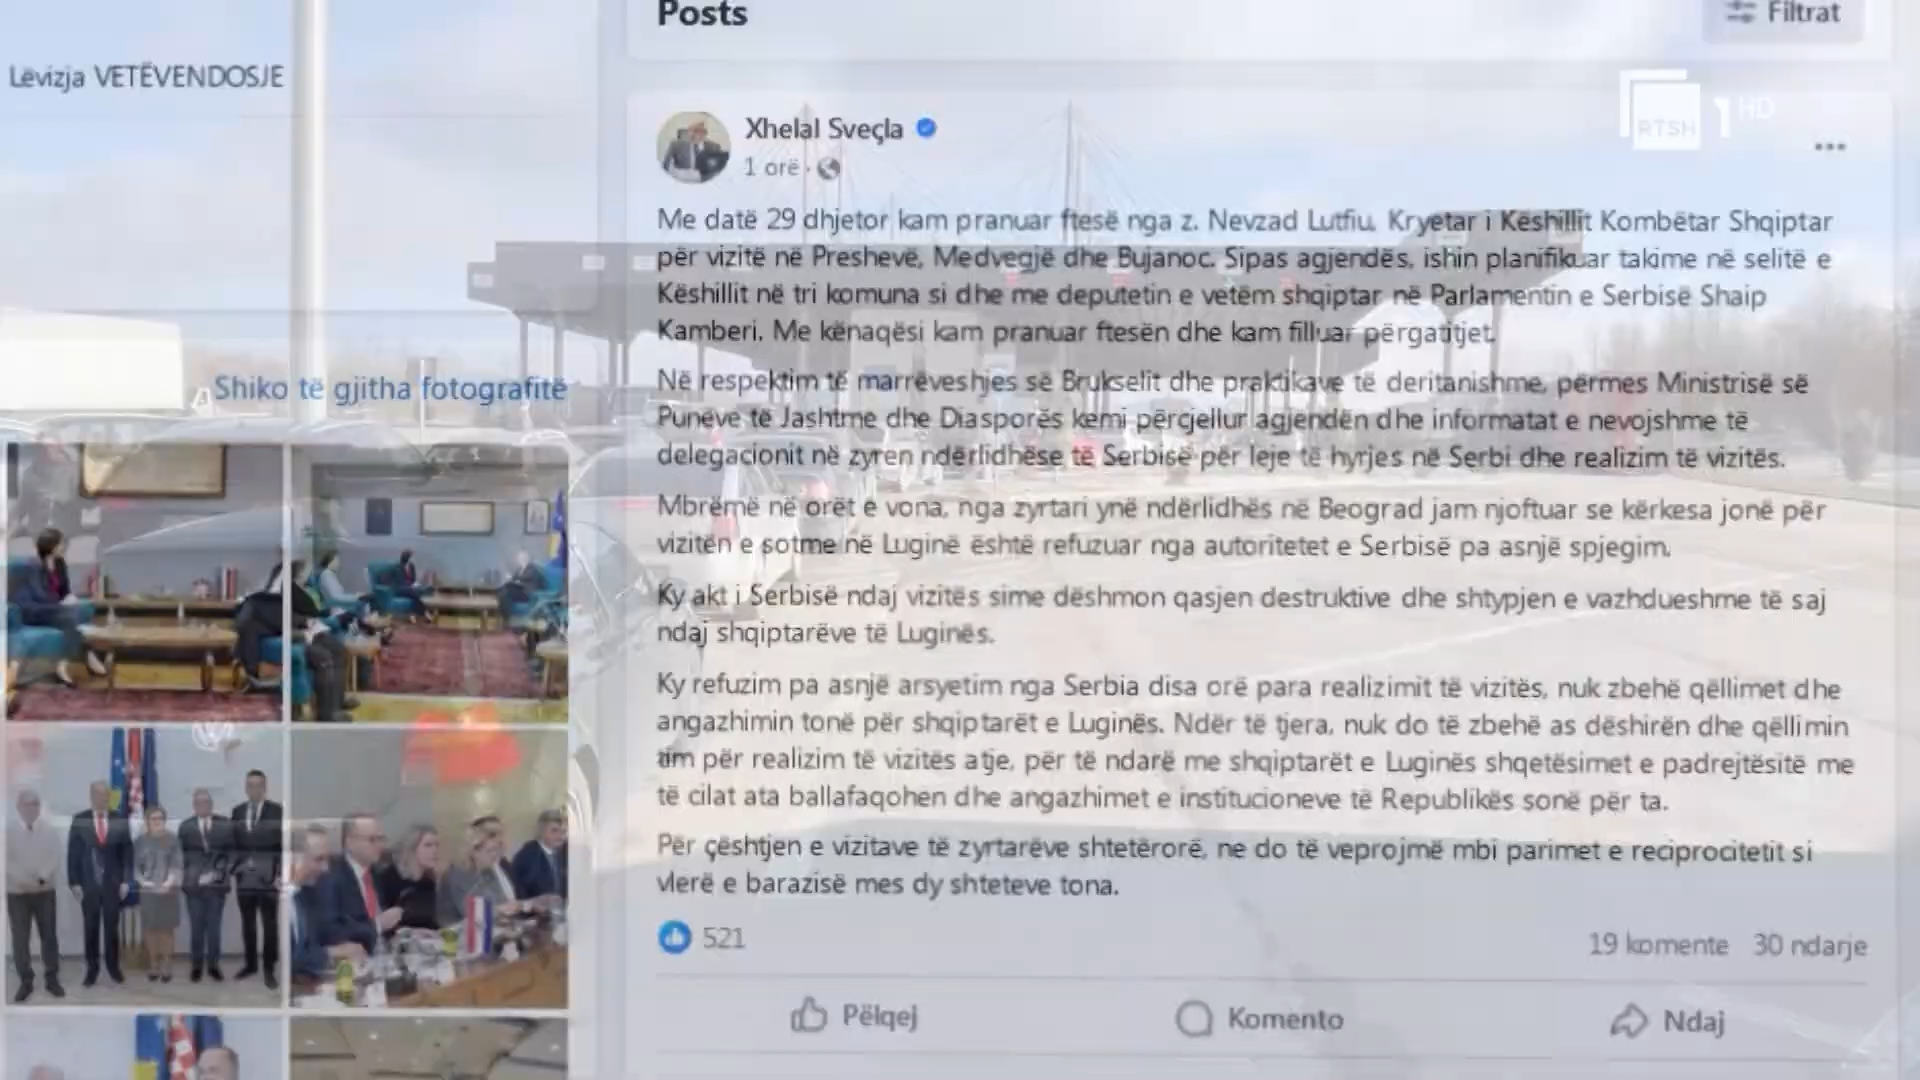 Posts
Filtrat
Lëvizja VETËVENDOSJE
RTSH 1 HD
Xhelal Sveçla
1 orë
Me datë 29 dhjetor kam pranuar ftesë nga z. Nevzad Lutfiu, Kryetar i Këshillit Kombëtar Shqiptar
për vizitë në Preshevë, Medvegjë dhe Bujanoc. Sipas agjendës, ishin planifikuar takime në selitë e
Këshillit në tri komuna si dhe me deputetin e vetëm shqiptar në Parlamentin e Serbisë Shaip
Kamberi. Me kënaqësi kam pranuar ftesën dhe kam filluar përgatitjet.
Në respektim të marrëveshjes së Brukselit dhe praktikave të deritanishme, përmes Ministrisë së
Punëve të Jashtme dhe Diasporës kemi përcjellur agjendën dhe informatat e nevojshme të
delegacionit në zyren ndërlidhëse të Serbisë për leje të hyrjes në Serbi dhe realizim të vizitës.
Mbrëmë në orët e vona, nga zyrtari ynë ndërlidhës në Beograd jam njoftuar se kërkesa jonë për
vizitën e sotme në Luginë është refuzuar nga autoritetet e Serbisë pa asnjë spjegim.
Ky akt i Serbisë ndaj vizitës sime dëshmon qasjen destruktive dhe shtypjen e vazhdueshme të saj
ndaj shqiptarëve të Luginës.
Ky refuzim pa asnjë arsyetim nga Serbia disa orë para realizimit të vizitës, nuk zbehë qëllimet dhe
angazhimin tonë për shqiptarët e Luginës. Ndër të tjera, nuk do të zbehë as dëshirën dhe qëllimin
tim për realizim të vizitës atje, për të ndarë me shqiptarët e Luginës shqetësimet e padrejtësitë me
të cilat ata ballafaqohen dhe angazhimet e institucioneve të Republikës sonë për ta.
Për çështjen e vizitave të zyrtarëve shtetërorë, ne do të veprojmë mbi parimet e reciprocitetit si
vlerë e barazisë mes dy shteteve tona.
Shiko të gjitha fotografitë
521
19 komente 30 ndarje
Pëlqej
Komento
Ndaj